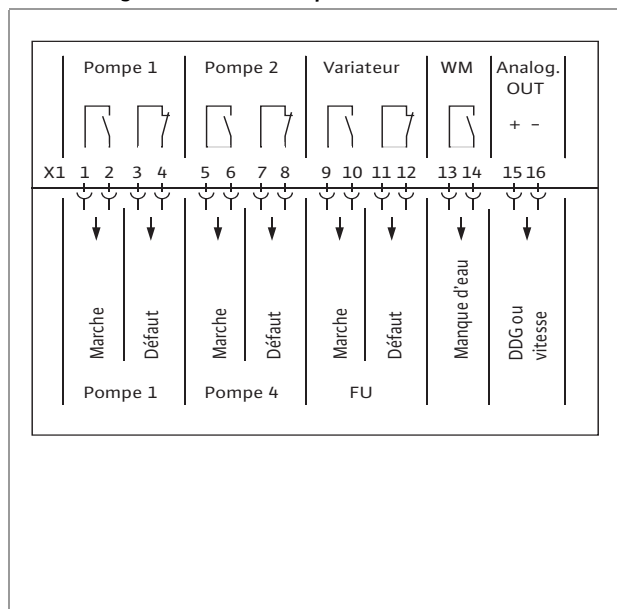 Pompe 1 Pompe 2 Variateur WM Analog.
OUT
+ –
X1 1 2 3 4 5 6 7 8 9 10 11 12 13 14 15 16
Marche
Défaut
Marche
Défaut
Marche
Défaut
Manque d'eau
DDG ou
vitesse
Pompe 1 Pompe 4 FU